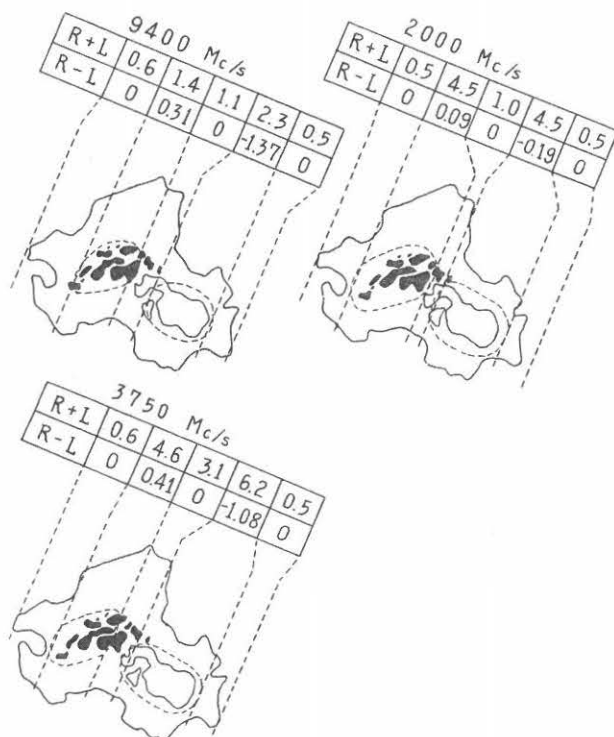 9400 Mc/s
R+L 0.6 1.4 1.1 2.3 0.5
R-L 0 0.31 0 -1.37 0
2000 Mc/s
R+L 0.5 4.5 1.0 4.5 0.5
R-L 0 0.09 0 -0.19 0
3750 Mc/s
R+L 0.6 4.6 3.1 6.2 0.5
R-L 0 0.41 0 -1.08 0